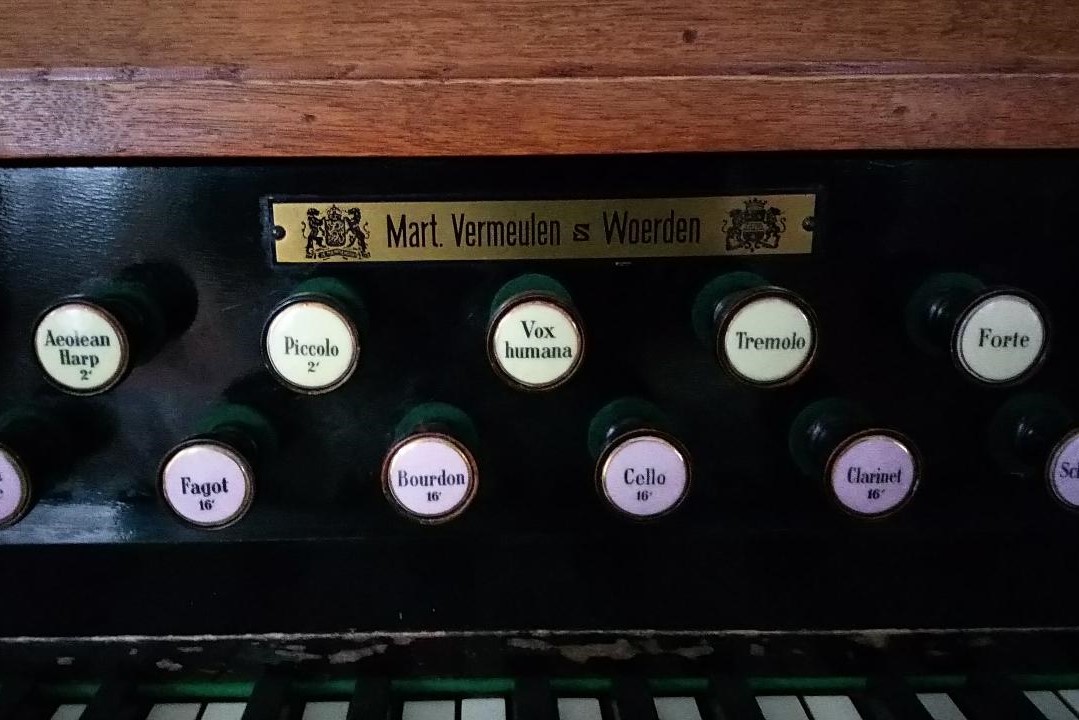 Mart. Vermeulen s Woerden
Aeolean
Harp
2'
Piccolo
2'
Vox
humana
Tremolo
Forte
Fagot
16'
Bourdon
16'
Cello
16'
Clarinet
16'